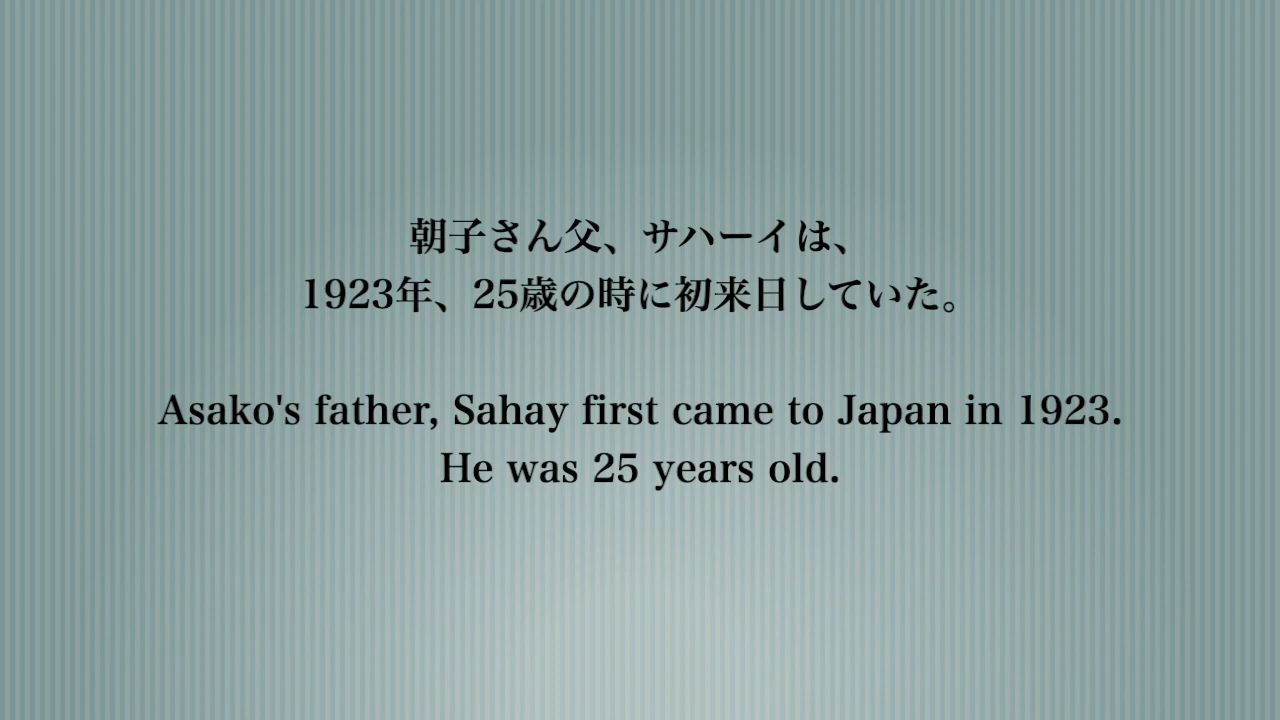 朝子さん父、サハーイは、
1923年、25歳の時に初来日していた。
Asako's father, Sahay first came to Japan in 1923.
He was 25 years old.